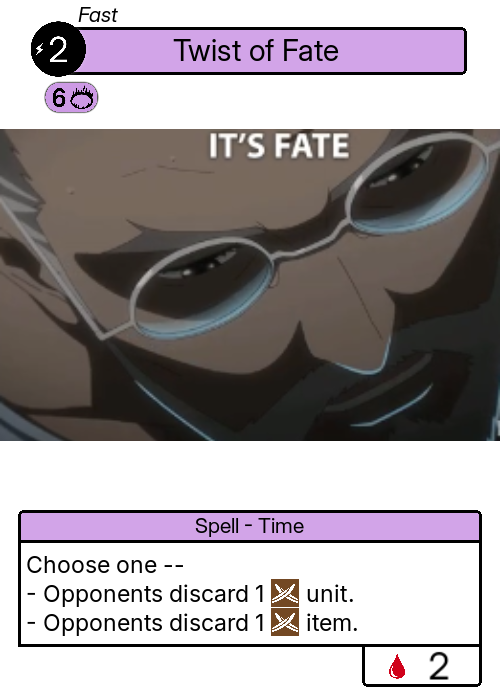 Fast
2
Twist of Fate
6
IT'S FATE
Spell - Time
Choose one --
- Opponents discard 1 unit.
- Opponents discard 1 item.
2